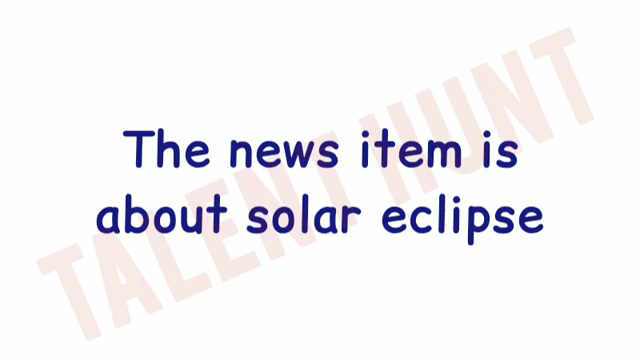 The news item is
about solar eclipse
TALENT HUNT